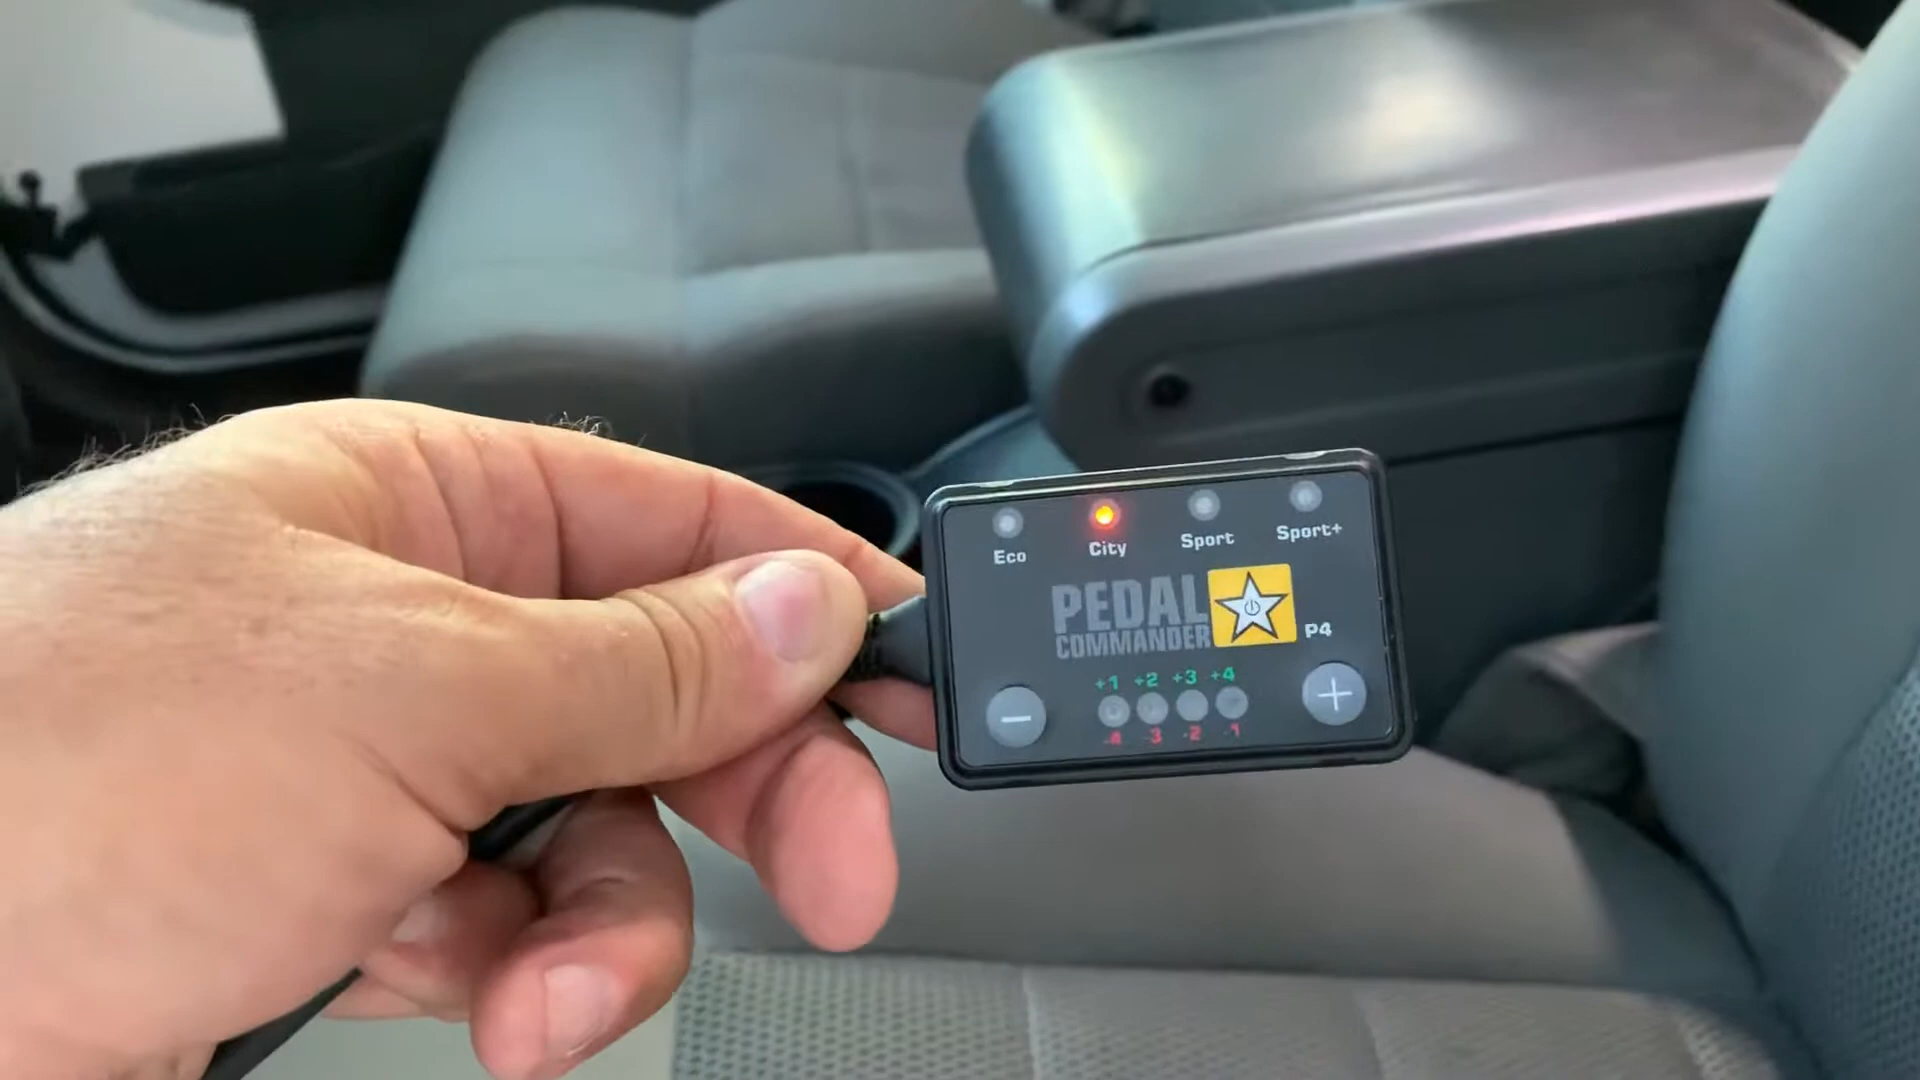 Eco City Sport Sport+
PEDAL
COMMANDER P4
+1 +2 +3 +4
-4 -3 -2 -1